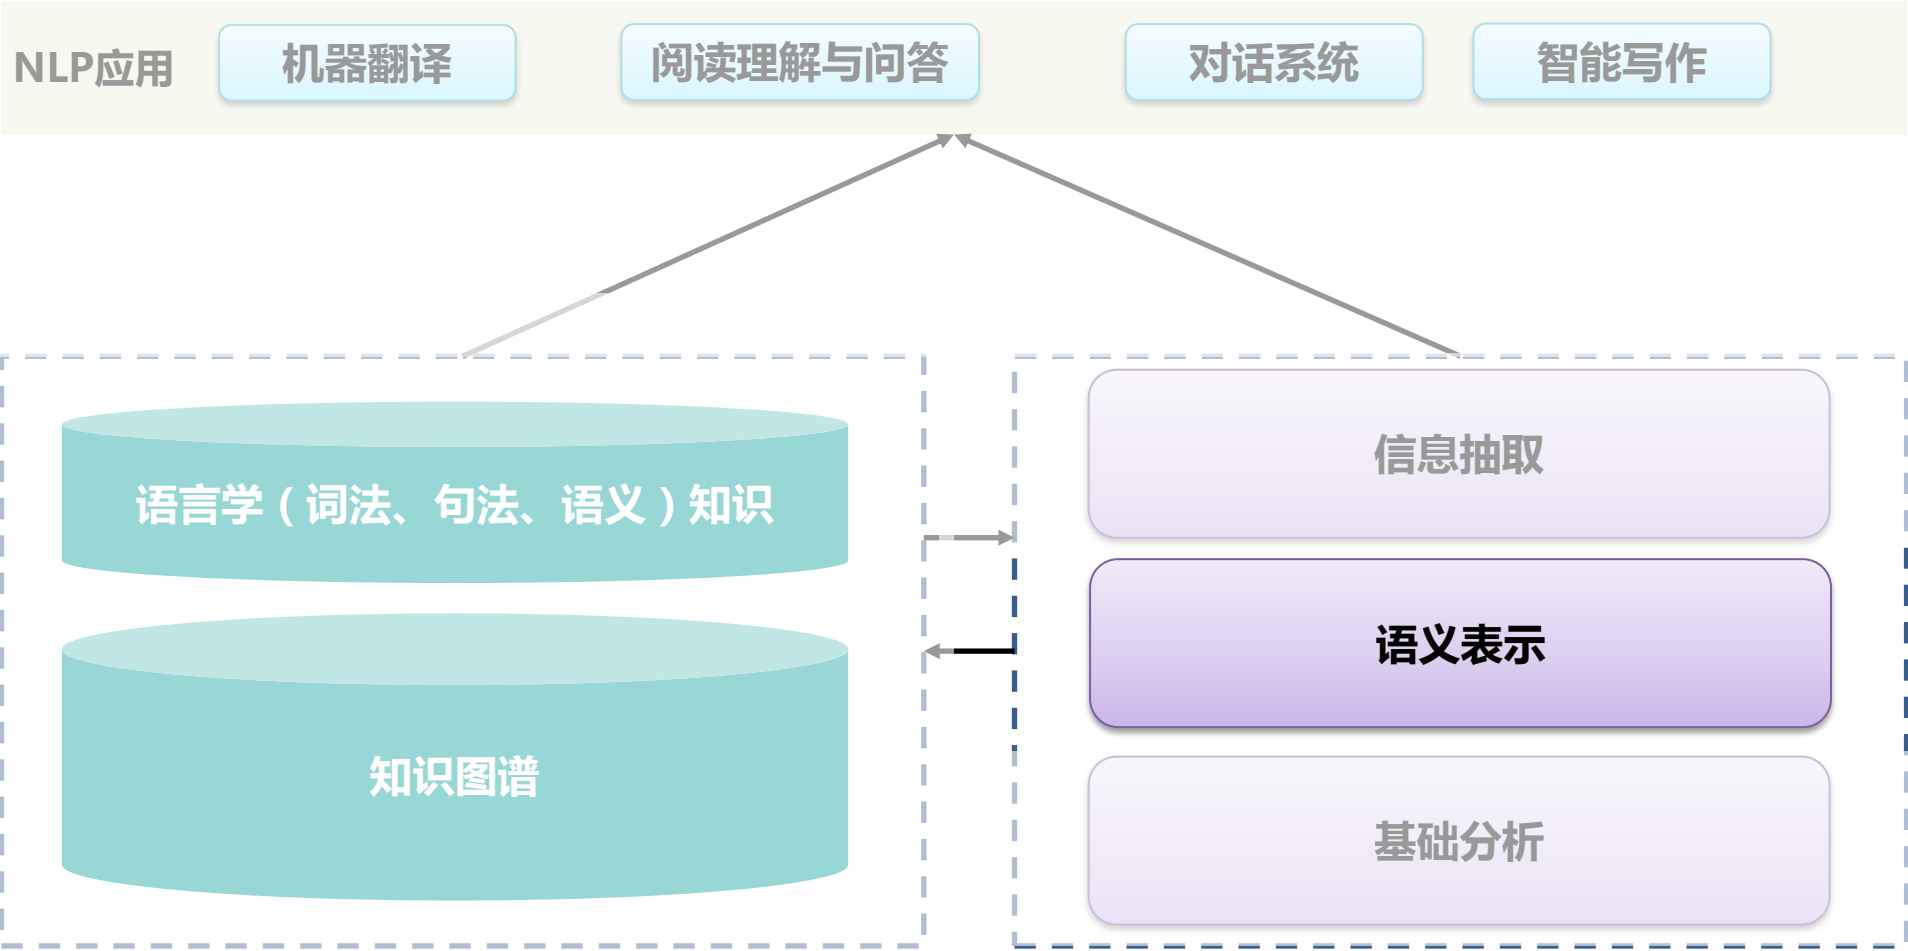 NLP应用
机器翻译
阅读理解与问答
对话系统
智能写作
语言学（词法、句法、语义）知识
知识图谱
信息抽取
语义表示
基础分析